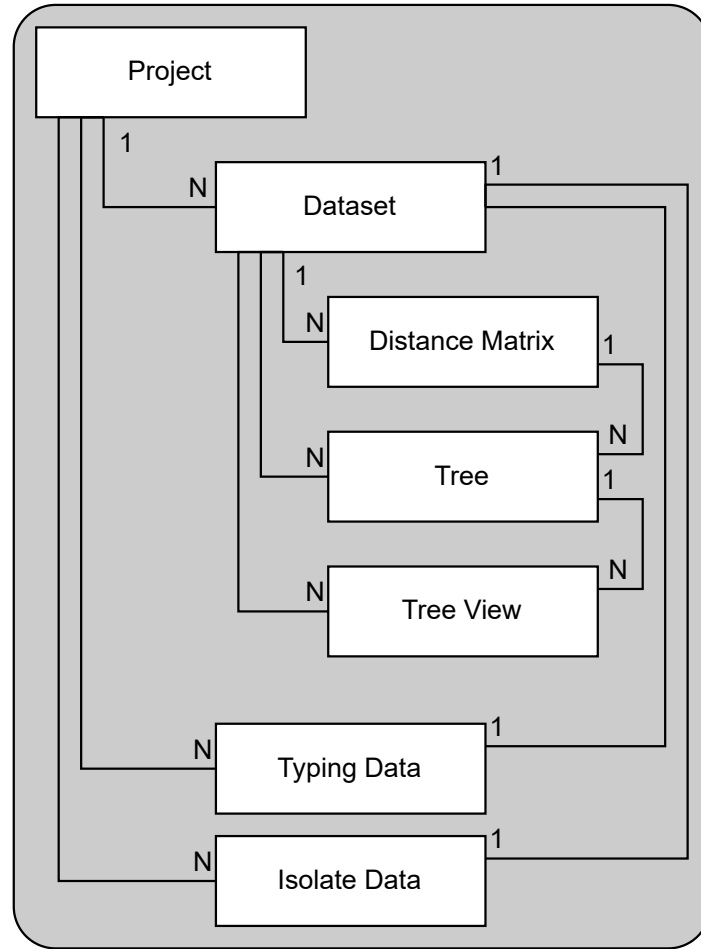 Project
1
N
1
Dataset
1
N
Distance Matrix
1
N
N
Tree
1
N
N
Tree View
N
1
Typing Data
N
1
Isolate Data